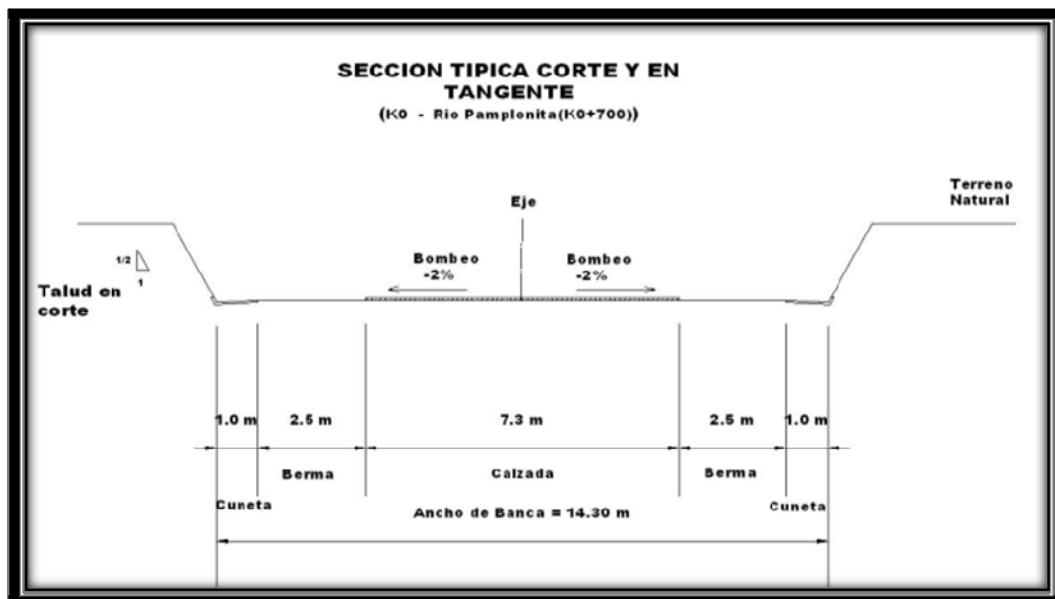 SECCION TIPICA CORTE Y EN
TANGENTE
(K0 - Rio Pamplonita(K0+700))
Terreno
Natural
Eje
Bombeo
-2%
Bombeo
-2%
1/2
1
Talud en
corte
1.0 m
2.5 m
7.3 m
2.5 m
1.0 m
Berma
Calzada
Berma
Cuneta
Cuneta
Ancho de Banca = 14.30 m